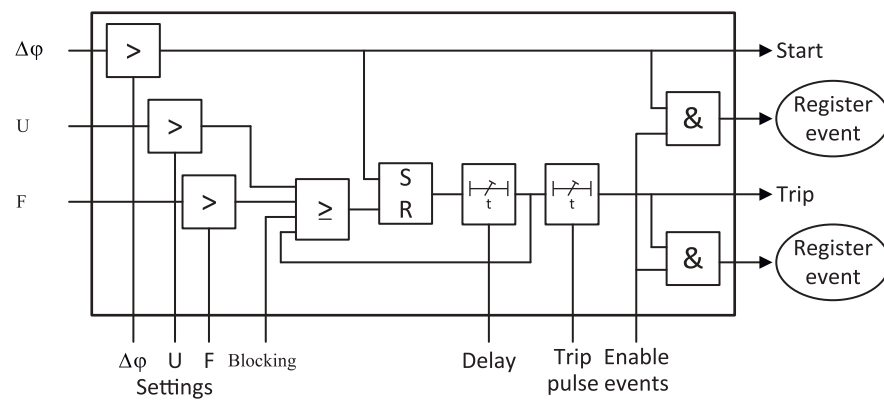 Δφ > Start
U > & Register event
F > ≥ S R t t Trip
& Register event
Δφ U F Blocking Delay Trip Enable
Settings pulse events